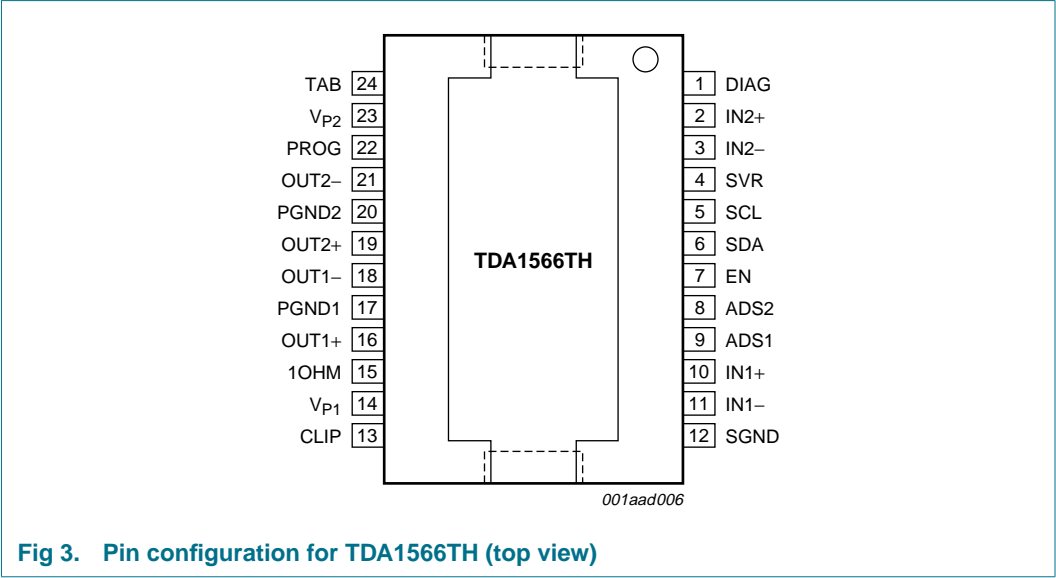 TAB 24
VP2 23
PROG 22
OUT2− 21
PGND2 20
OUT2+ 19
OUT1− 18
PGND1 17
OUT1+ 16
1OHM 15
VP1 14
CLIP 13
TDA1566TH
1 DIAG
2 IN2+
3 IN2−
4 SVR
5 SCL
6 SDA
7 EN
8 ADS2
9 ADS1
10 IN1+
11 IN1−
12 SGND
001aad006
Fig 3. Pin configuration for TDA1566TH (top view)